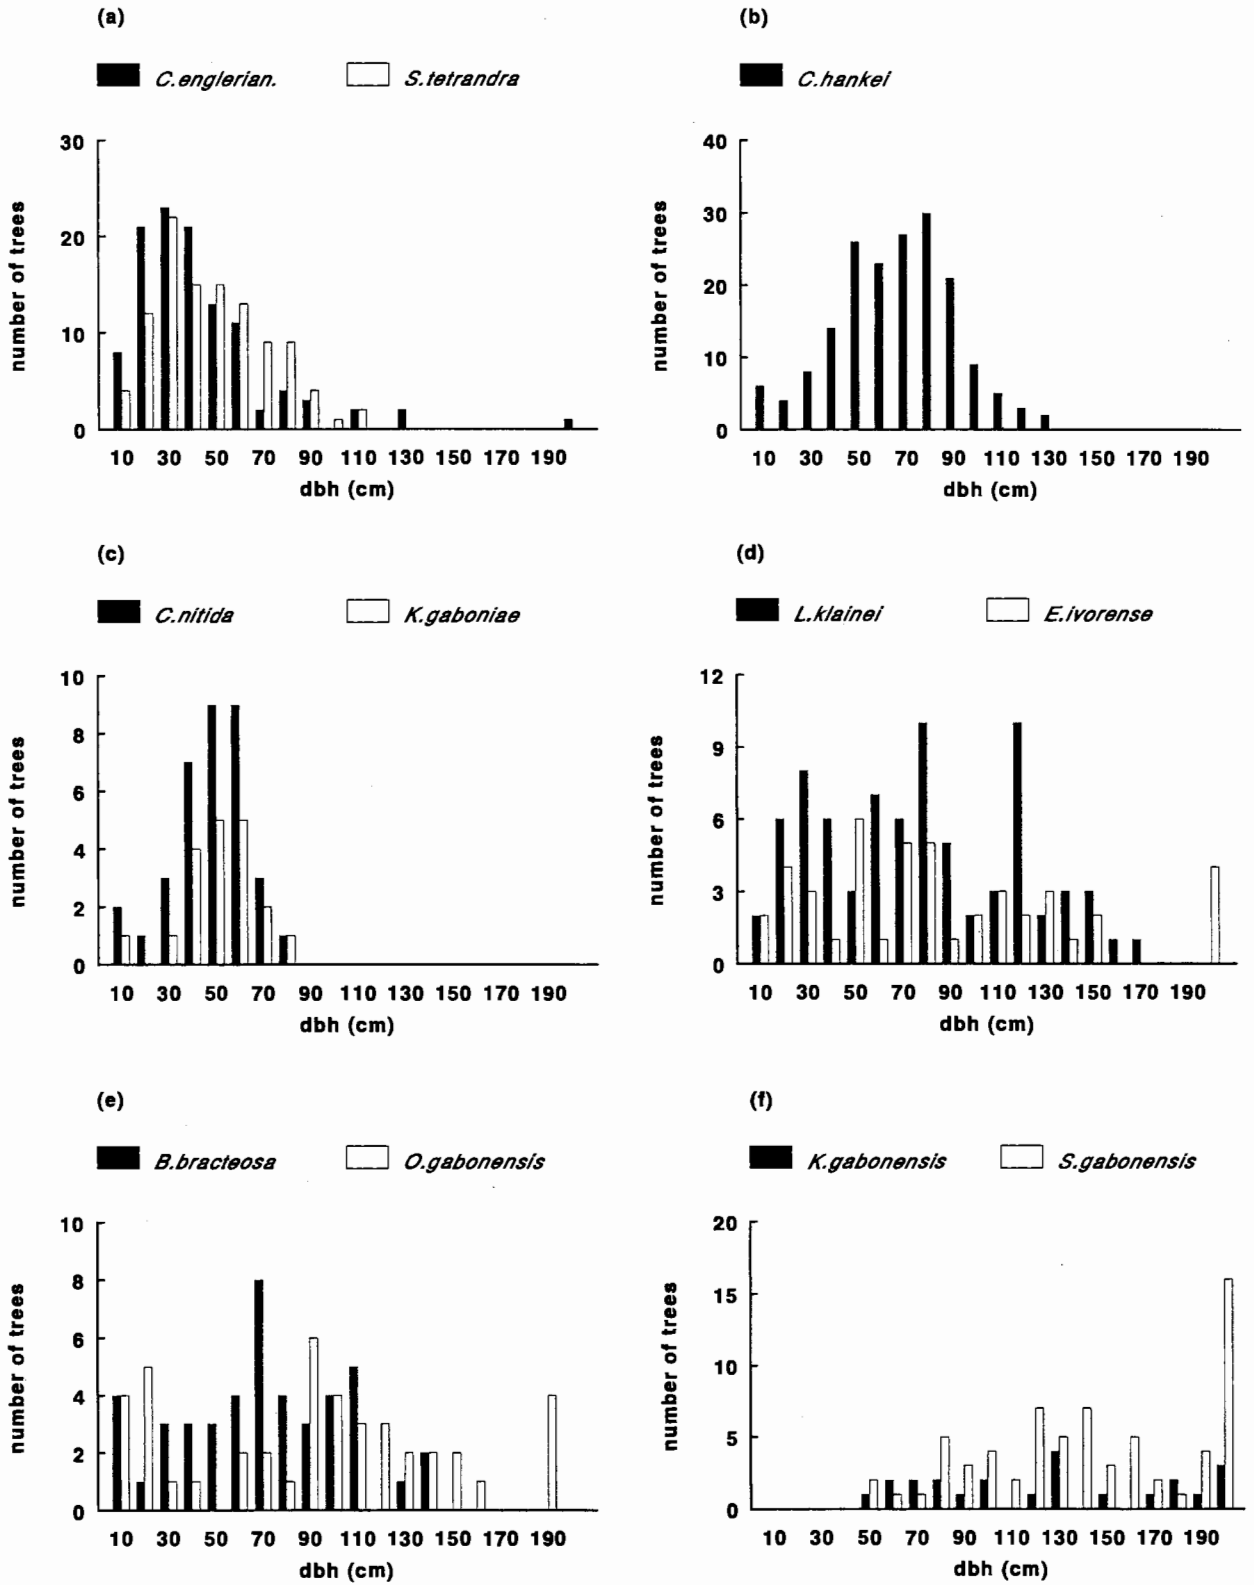 (a)
C.englerian. S.tetrandra
30
20
10
0
number of trees
10 30 50 70 90 110 130 150 170 190
dbh (cm)
(b)
C.hankei
40
30
20
10
0
number of trees
10 30 50 70 90 110 130 150 170 190
dbh (cm)
(c)
C.nitida K.gaboniae
10
8
6
4
2
0
number of trees
10 30 50 70 90 110 130 150 170 190
dbh (cm)
(d)
L.klainei E.ivorense
12
9
6
3
0
number of trees
10 30 50 70 90 110 130 150 170 190
dbh (cm)
(e)
B.bracteosa O.gabonensis
10
8
6
4
2
0
number of trees
10 30 50 70 90 110 130 150 170 190
dbh (cm)
(f)
K.gabonensis S.gabonensis
20
15
10
5
0
number of trees
10 30 50 70 90 110 130 150 170 190
dbh (cm)